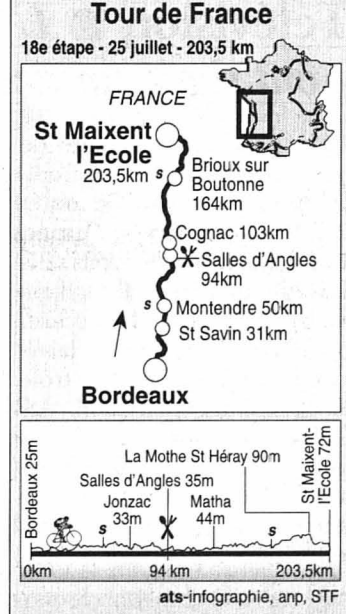 Tour de France
18e étape - 25 juillet - 203,5 km
FRANCE
St Maixent
l'Ecole
203,5km s
Brioux sur
Boutonne
164km
Cognac 103km
Salles d'Angles
94km
s Montendre 50km
St Savin 31km
Bordeaux
Bordeaux 25m
La Mothe St Héray 90m
St Maixent-
l'Ecole 72m
Salles d'Angles 35m
Jonzac
33m
Matha
44m
s
s
0km
94 km
203,5km
ats-infographie, anp, STF